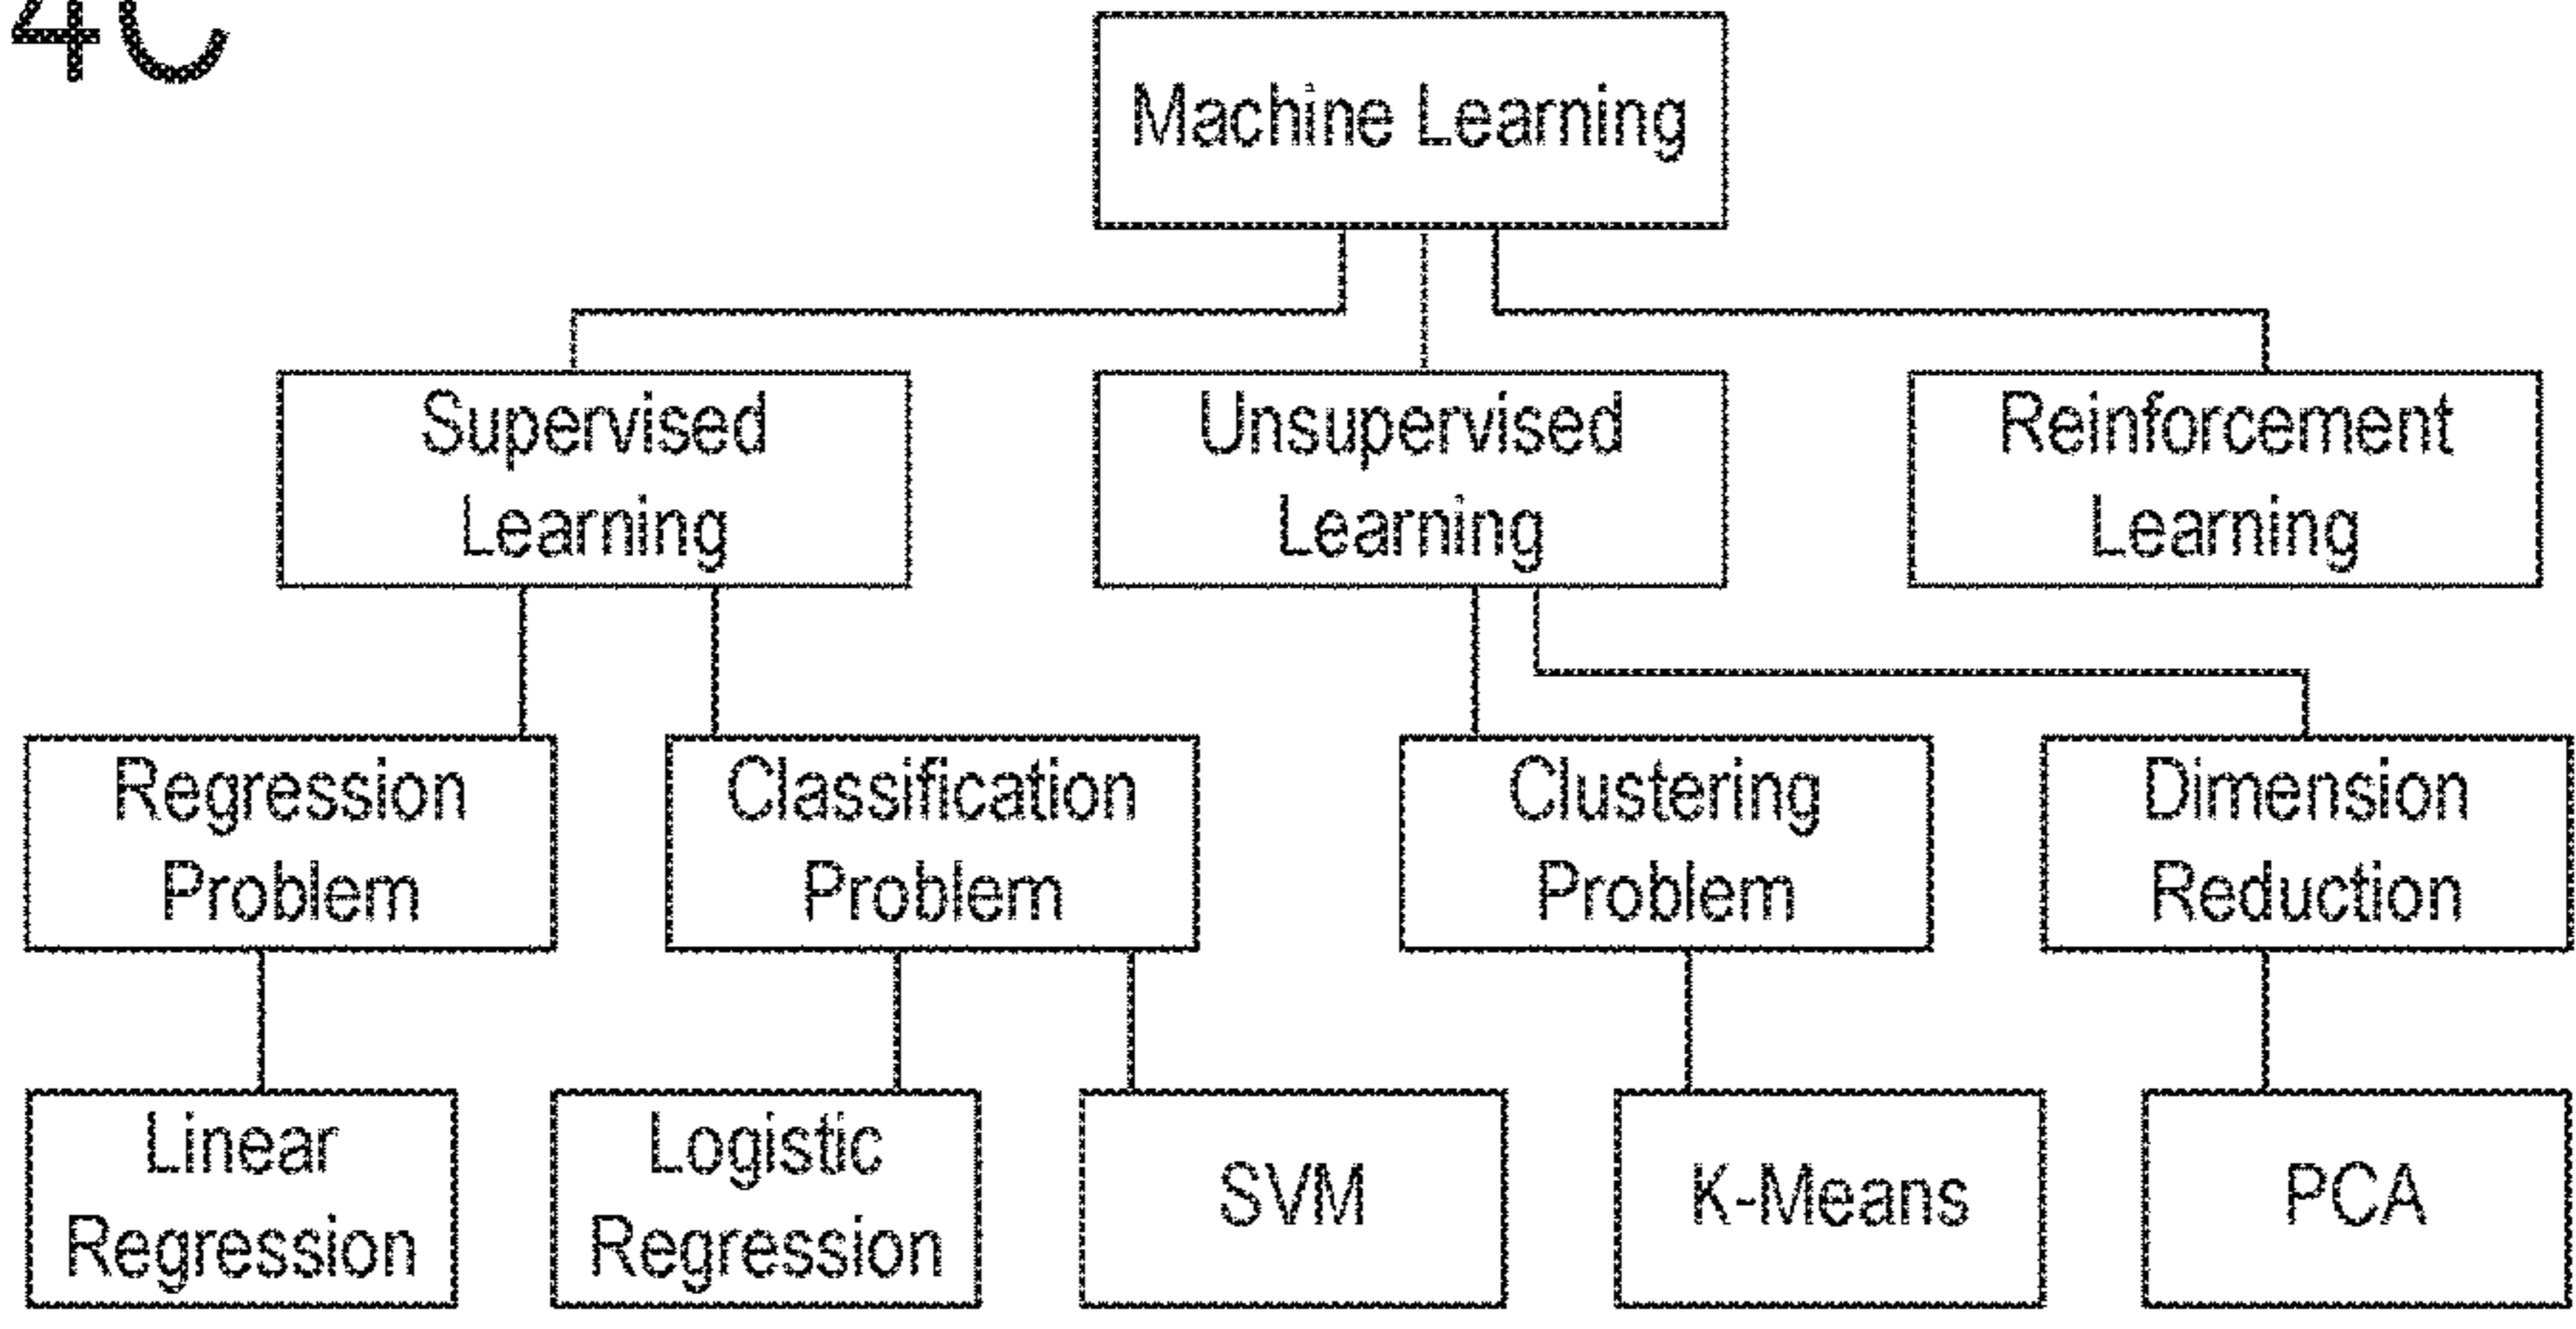 4C
Machine Learning
Supervised
Learning
Unsupervised
Learning
Reinforcement
Learning
Regression
Problem
Classification
Problem
Clustering
Problem
Dimension
Reduction
Linear
Regression
Logistic
Regression
SVM
K-Means
PCA